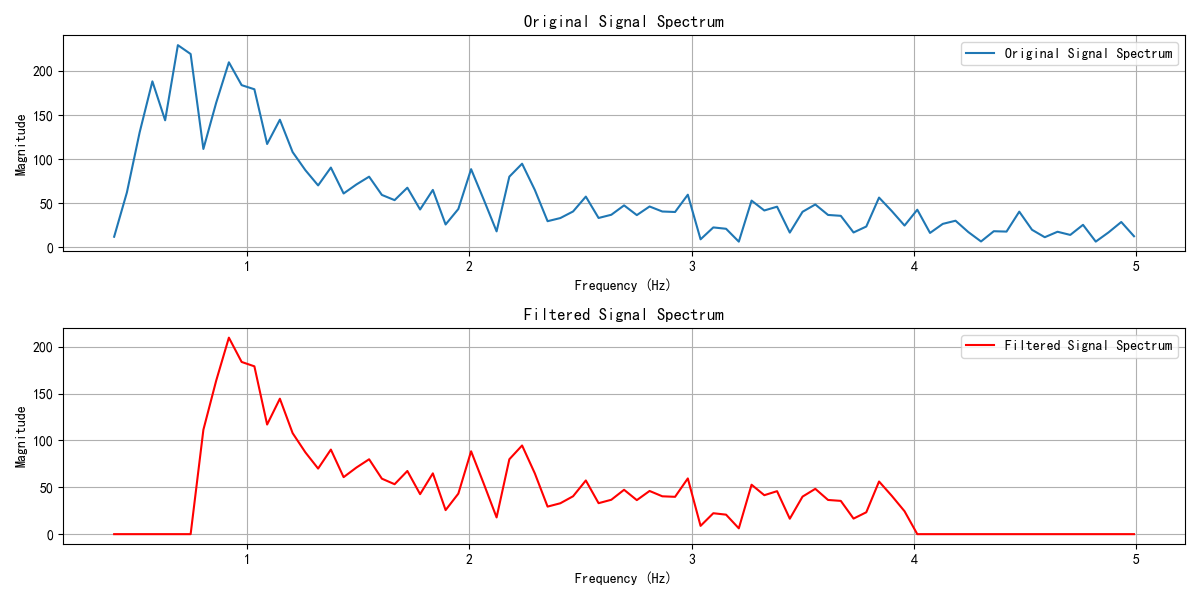 Original Signal Spectrum
Original Signal Spectrum
Magnitude
200
150
100
50
0
1 2 3 4 5
Frequency (Hz)
Filtered Signal Spectrum
Filtered Signal Spectrum
Magnitude
200
150
100
50
0
1 2 3 4 5
Frequency (Hz)